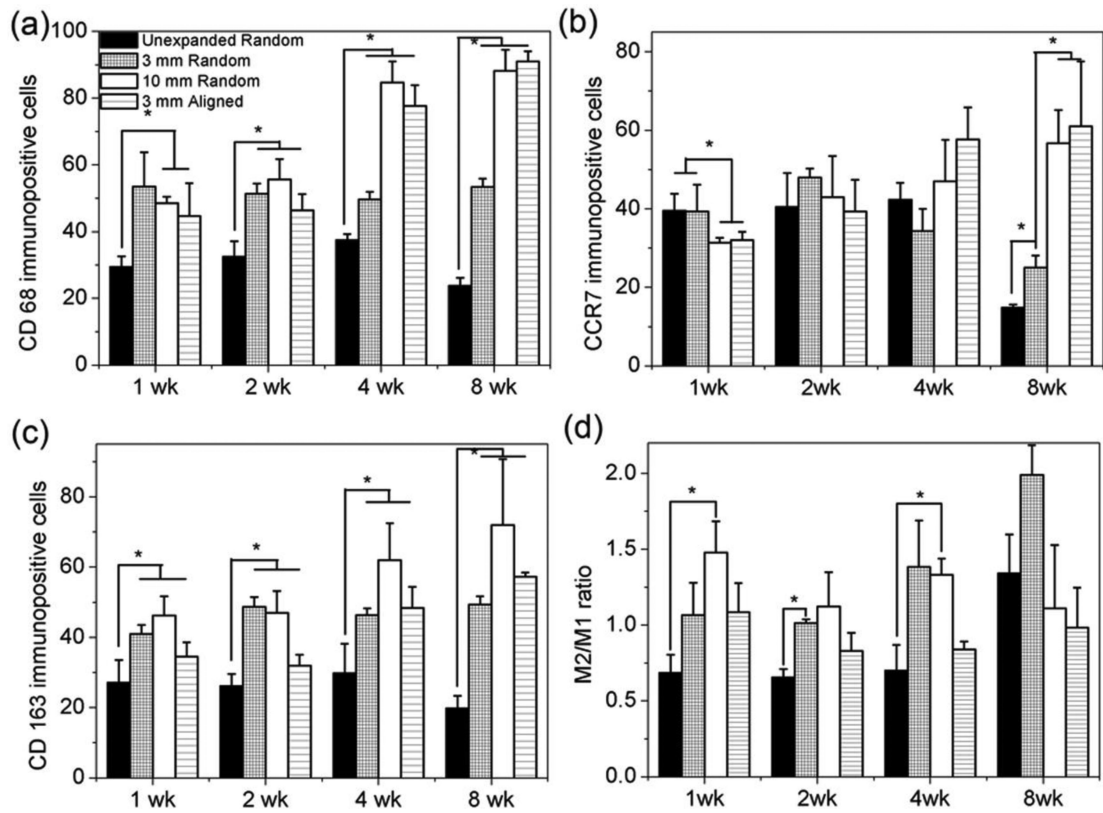 (a)
CD 68 immunopositive cells
100
80
60
40
20
0
Unexpanded Random
3 mm Random
10 mm Random
3 mm Aligned
*
*
*
*
1 wk 2 wk 4 wk 8 wk
(b)
CCR7 immunopositive cells
80
60
40
20
0
*
*
*
1wk 2wk 4wk 8wk
(c)
CD 163 immunopositive cells
80
60
40
20
0
*
*
*
*
1 wk 2 wk 4 wk 8 wk
(d)
M2/M1 ratio
2.0
1.5
1.0
0.5
0.0
*
*
*
1wk 2wk 4wk 8wk